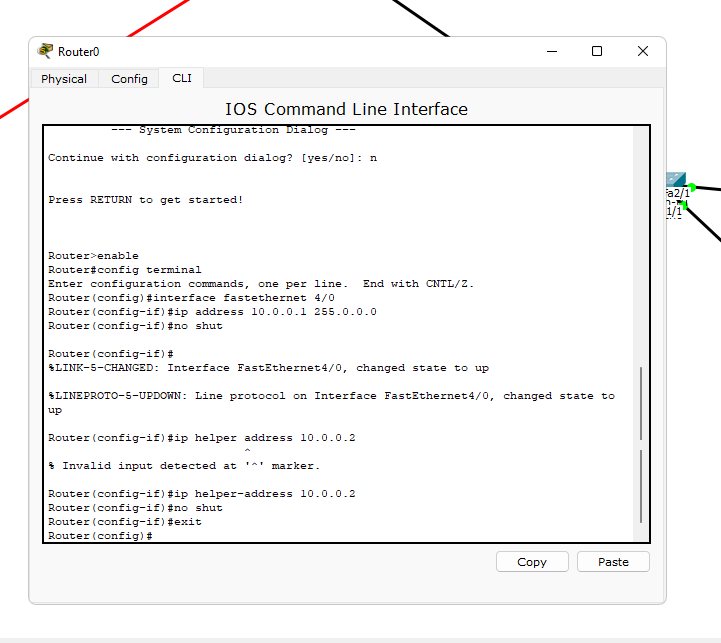 Router0
Physical Config CLI
IOS Command Line Interface
--- System Configuration Dialog ---
Continue with configuration dialog? [yes/no]: n
Press RETURN to get started!
Router>enable
Router#config terminal
Enter configuration commands, one per line.  End with CNTL/Z.
Router(config)#interface fastethernet 4/0
Router(config-if)#ip address 10.0.0.1 255.0.0.0
Router(config-if)#no shut
Router(config-if)#
%LINK-5-CHANGED: Interface FastEthernet4/0, changed state to up
%LINEPROTO-5-UPDOWN: Line protocol on Interface FastEthernet4/0, changed state to
up
Router(config-if)#ip helper address 10.0.0.2
^
% Invalid input detected at '^' marker.
Router(config-if)#ip helper-address 10.0.0.2
Router(config-if)#no shut
Router(config-if)#exit
Router(config)#
Copy Paste
a2/1
1/1